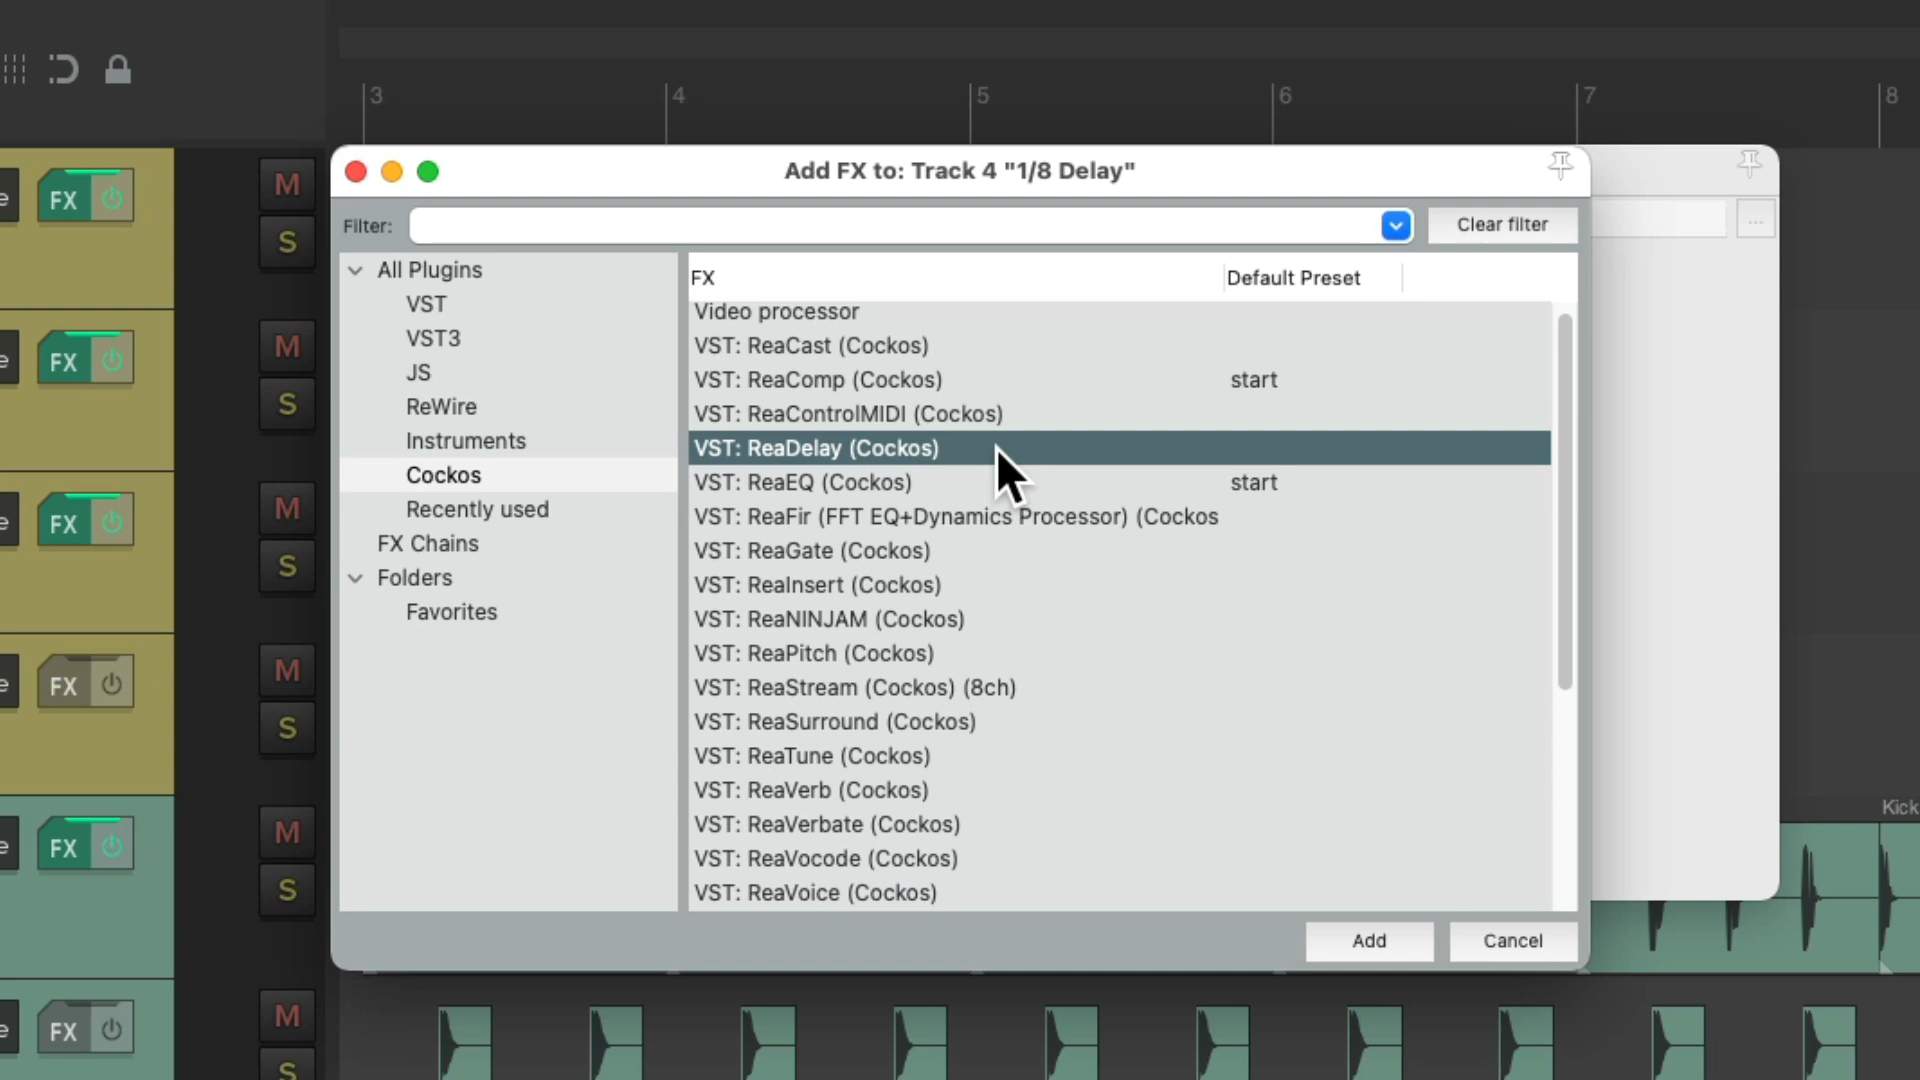 3 4 5 6 7 8
Add FX to: Track 4 "1/8 Delay"
Filter:
Clear filter
...
All Plugins
VST
VST3
JS
ReWire
Instruments
Cockos
Recently used
FX Chains
Folders
Favorites
FX Default Preset
Video processor
VST: ReaCast (Cockos)
VST: ReaComp (Cockos) start
VST: ReaControlMIDI (Cockos)
VST: ReaDelay (Cockos)
VST: ReaEQ (Cockos) start
VST: ReaFir (FFT EQ+Dynamics Processor) (Cockos
VST: ReaGate (Cockos)
VST: ReaInsert (Cockos)
VST: ReaNINJAM (Cockos)
VST: ReaPitch (Cockos)
VST: ReaStream (Cockos) (8ch)
VST: ReaSurround (Cockos)
VST: ReaTune (Cockos)
VST: ReaVerb (Cockos)
VST: ReaVerbate (Cockos)
VST: ReaVocode (Cockos)
VST: ReaVoice (Cockos)
Add
Cancel
e FX M
S
e FX M
S
e FX M
S
e FX M
S
e FX M
S
e FX M
S
Kick